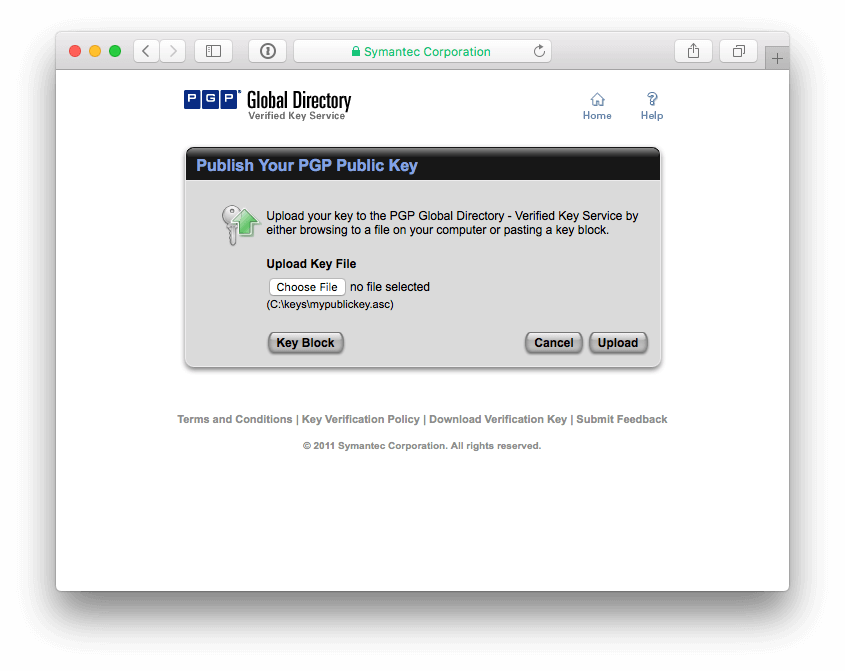 Symantec Corporation
PGP Global Directory
Verified Key Service
Home
Help
Publish Your PGP Public Key
Upload your key to the PGP Global Directory - Verified Key Service by
either browsing to a file on your computer or pasting a key block.
Upload Key File
Choose File no file selected
(C:\keys\mypublickey.asc)
Key Block
Cancel
Upload
Terms and Conditions | Key Verification Policy | Download Verification Key | Submit Feedback
© 2011 Symantec Corporation. All rights reserved.